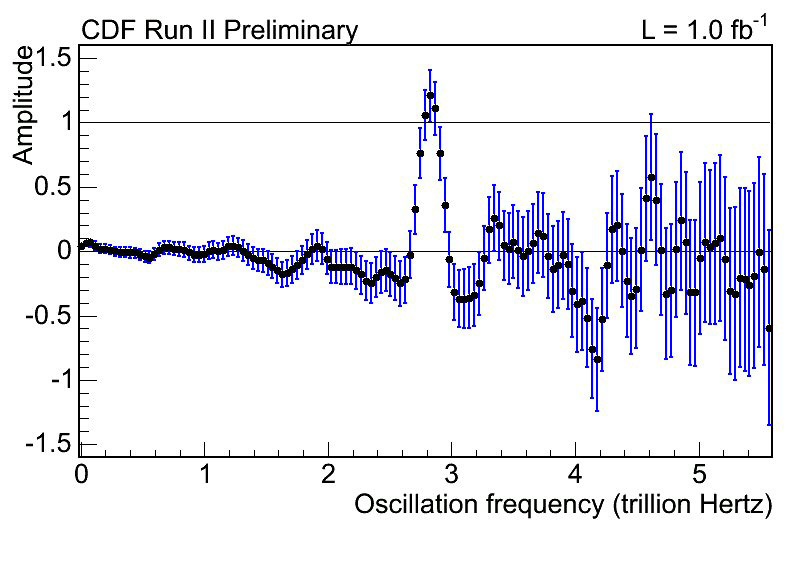 CDF Run II Preliminary L = 1.0 fb-1
Amplitude
1.5
1
0.5
0
-0.5
-1
-1.5
0 1 2 3 4 5
Oscillation frequency (trillion Hertz)